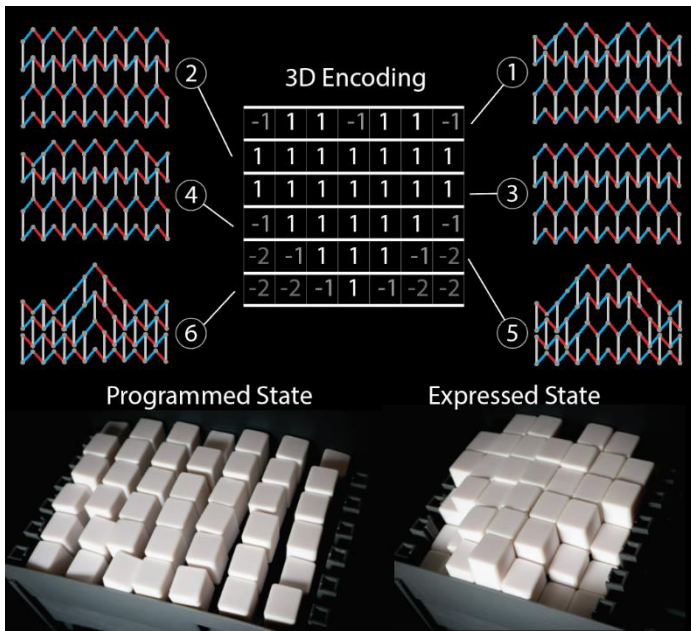 3D Encoding
2
1
-1 1 1 -1 1 1 -1
1 1 1 1 1 1 1
1 1 1 1 1 1 1
-1 1 1 1 1 1 -1
-2 -1 1 1 1 -1 -2
-2 -2 -1 1 -1 -2 -2
4
3
6
5
Programmed State
Expressed State